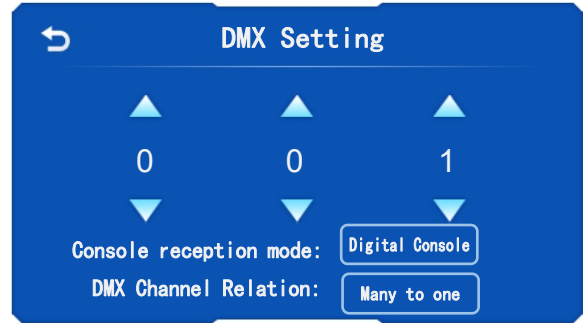 DMX Setting
0 0 1
Console reception mode: Digital Console
DMX Channel Relation: Many to one